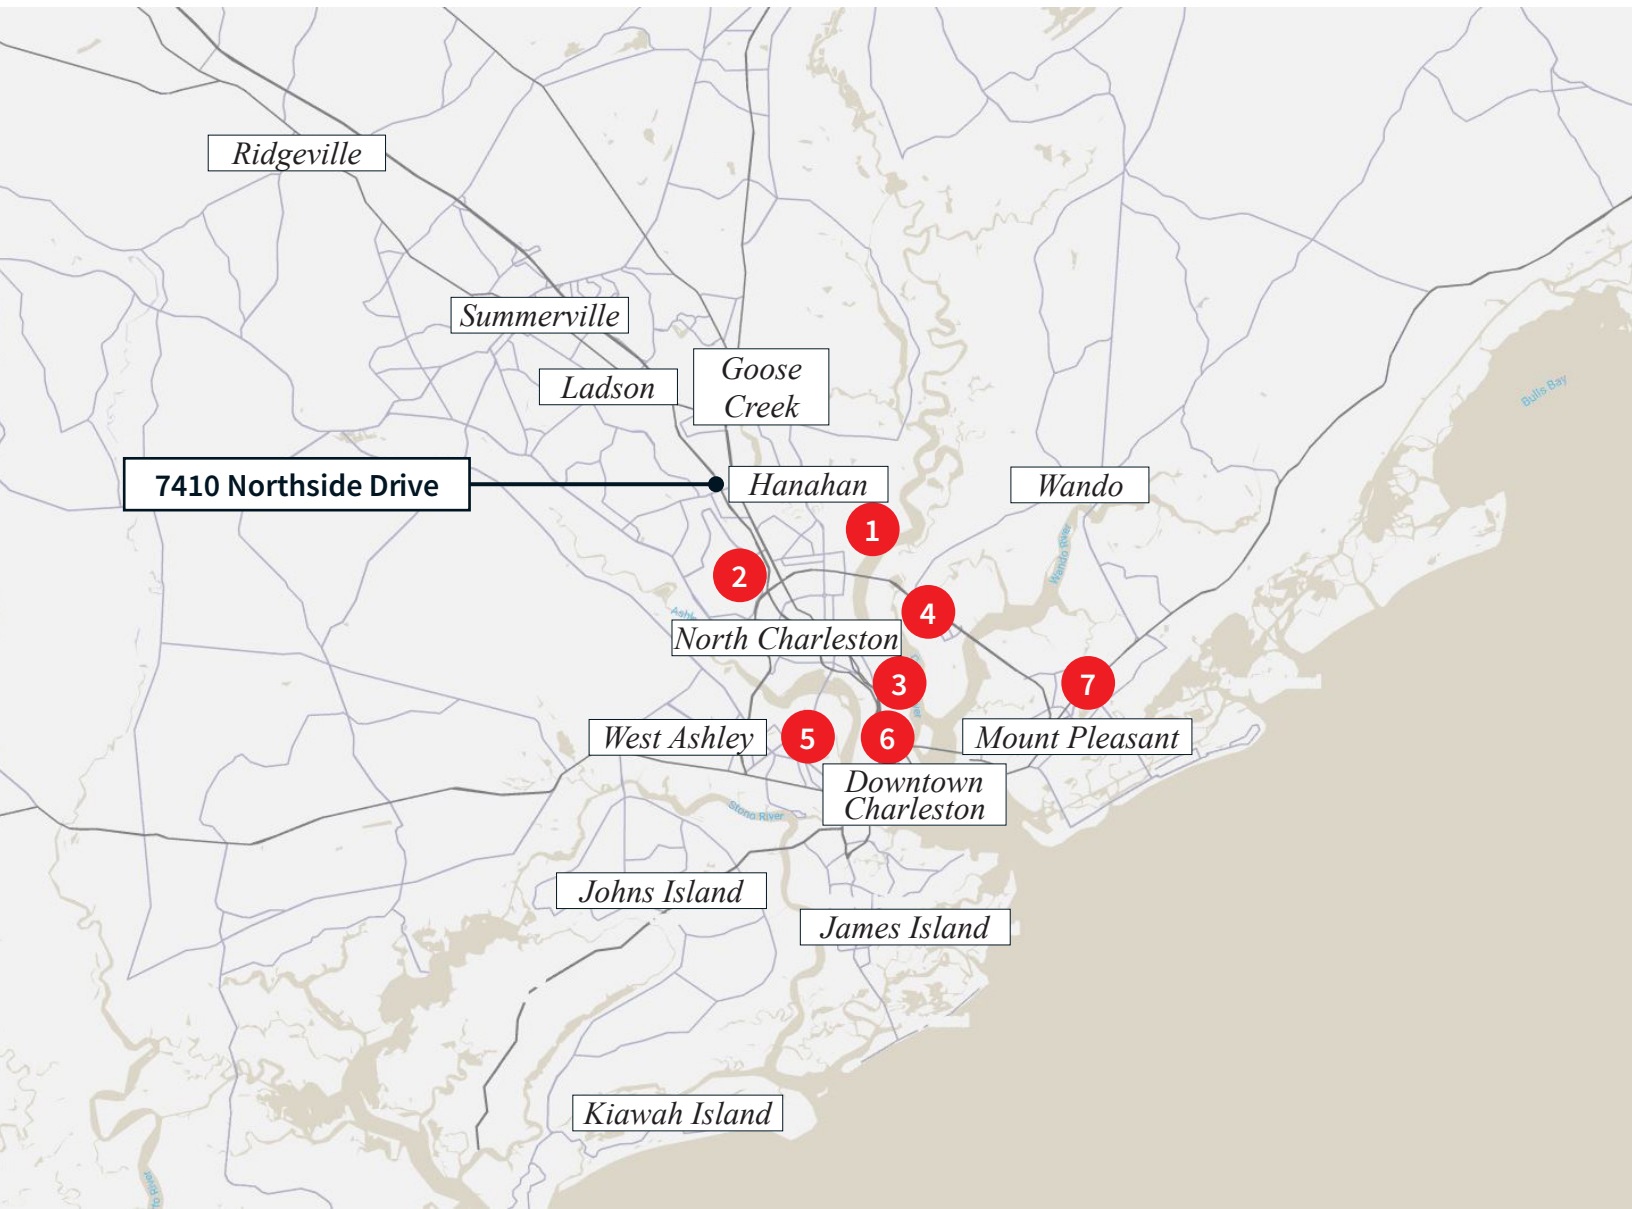 Ridgeville
Summerville
Goose
Creek
Ladson
Bulls Bay
7410 Northside Drive
Hanahan
Wando
1
Wando River
2
4
North Charleston
3
7
West Ashley
5
6
Mount Pleasant
Downtown
Charleston
Stono River
Johns Island
James Island
Kiawah Island